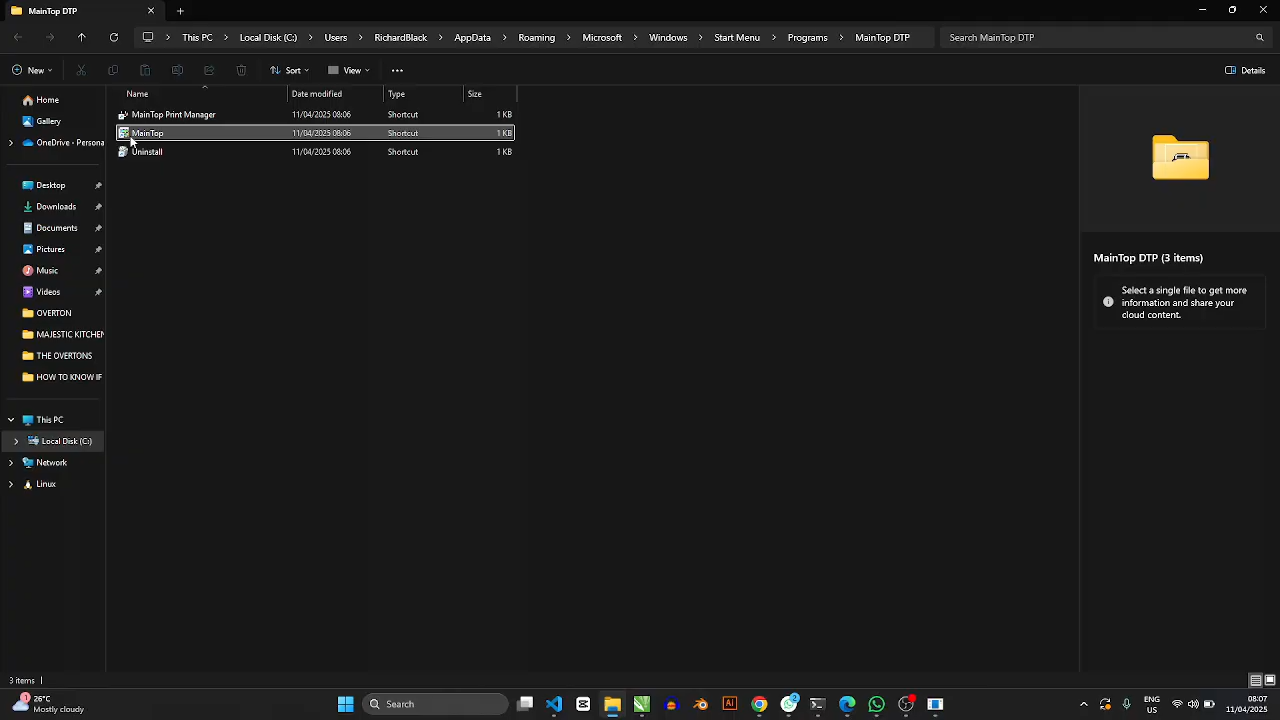 MainTop DTP
This PC
Local Disk (C:)
Users
RichardBlack
AppData
Roaming
Microsoft
Windows
Start Menu
Programs
MainTop DTP
Search MainTop DTP
New
Sort
View
Details
Name
Date modified
Type
Size
MainTop Print Manager 11/04/2025 08:06 Shortcut 1 KB
MainTop 11/04/2025 08:06 Shortcut 1 KB
Uninstall 11/04/2025 08:06 Shortcut 1 KB
Home
Gallery
OneDrive - Persona
Desktop
Downloads
Documents
Pictures
Music
Videos
OVERTON
MAJESTIC KITCHEN
THE OVERTONS
HOW TO KNOW IF
This PC
Local Disk (C:)
Network
Linux
MainTop DTP (3 items)
Select a single file to get more
information and share your
cloud content.
3 items
1
26°C
Mostly cloudy
Search
Ai
2
ENG
US
08:07
11/04/2025